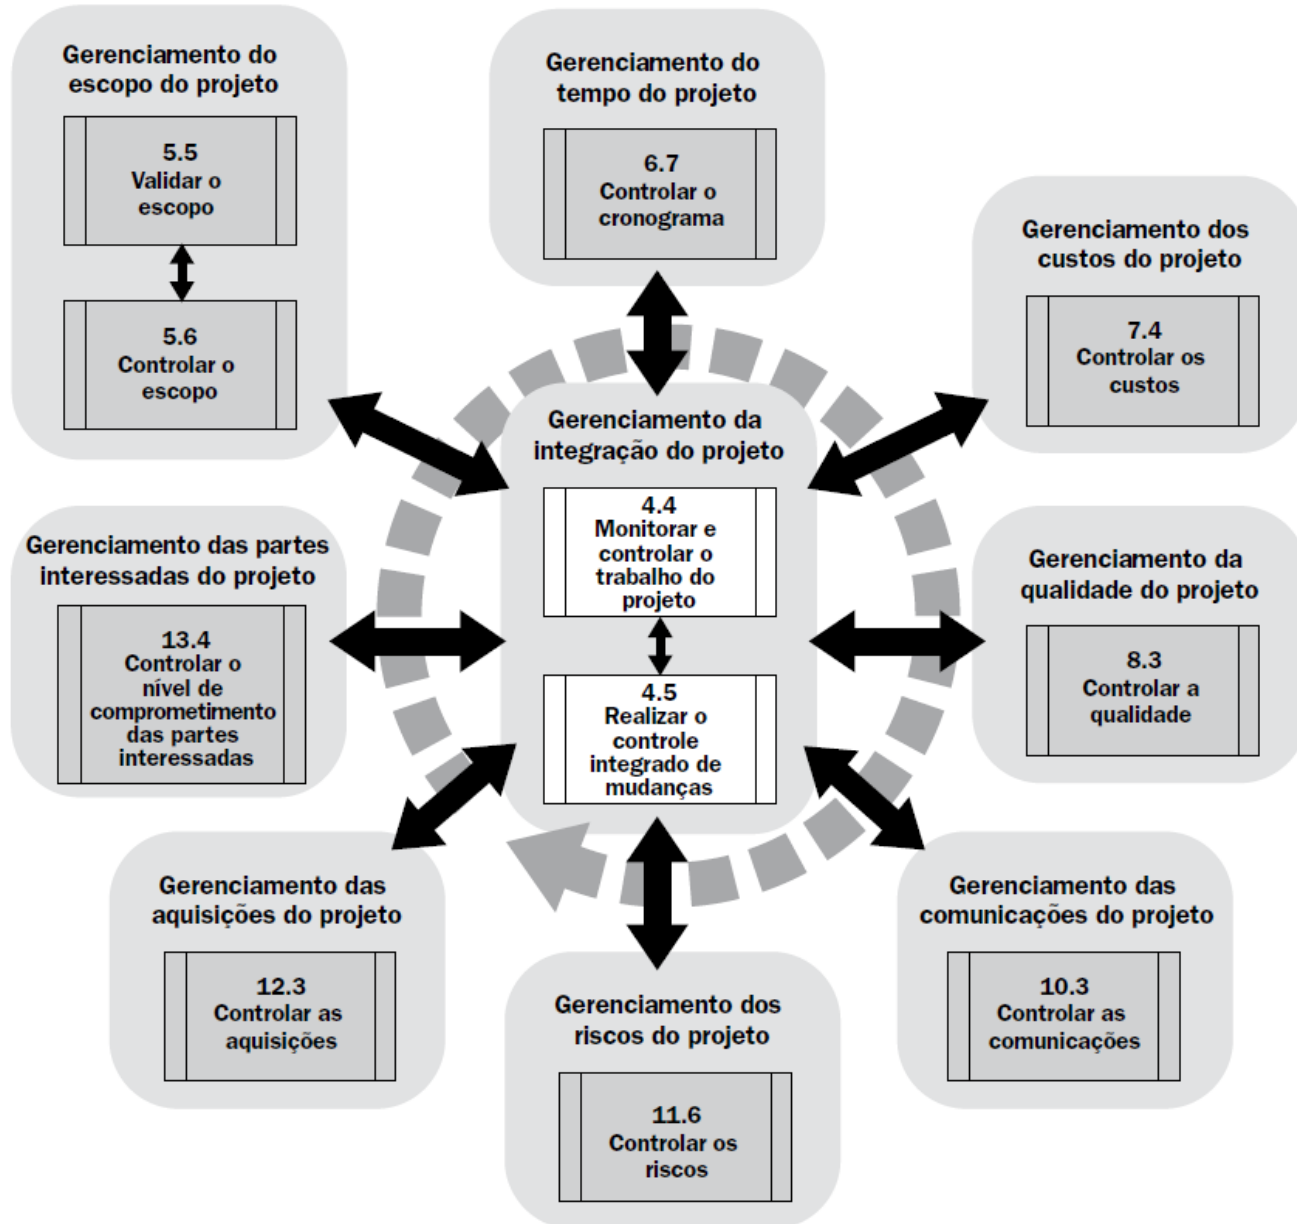 Gerenciamento do
escopo do projeto
5.5
Validar o
escopo
5.6
Controlar o
escopo
Gerenciamento do
tempo do projeto
6.7
Controlar o
cronograma
Gerenciamento dos
custos do projeto
7.4
Controlar os
custos
Gerenciamento da
integração do projeto
4.4
Monitorar e
controlar o
trabalho do
projeto
4.5
Realizar o
controle
integrado de
mudanças
Gerenciamento das partes
interessadas do projeto
13.4
Controlar o
nível de
comprometimento
das partes
interessadas
Gerenciamento da
qualidade do projeto
8.3
Controlar a
qualidade
Gerenciamento das
aquisições do projeto
12.3
Controlar as
aquisições
Gerenciamento dos
riscos do projeto
11.6
Controlar os
riscos
Gerenciamento das
comunicações do projeto
10.3
Controlar as
comunicações